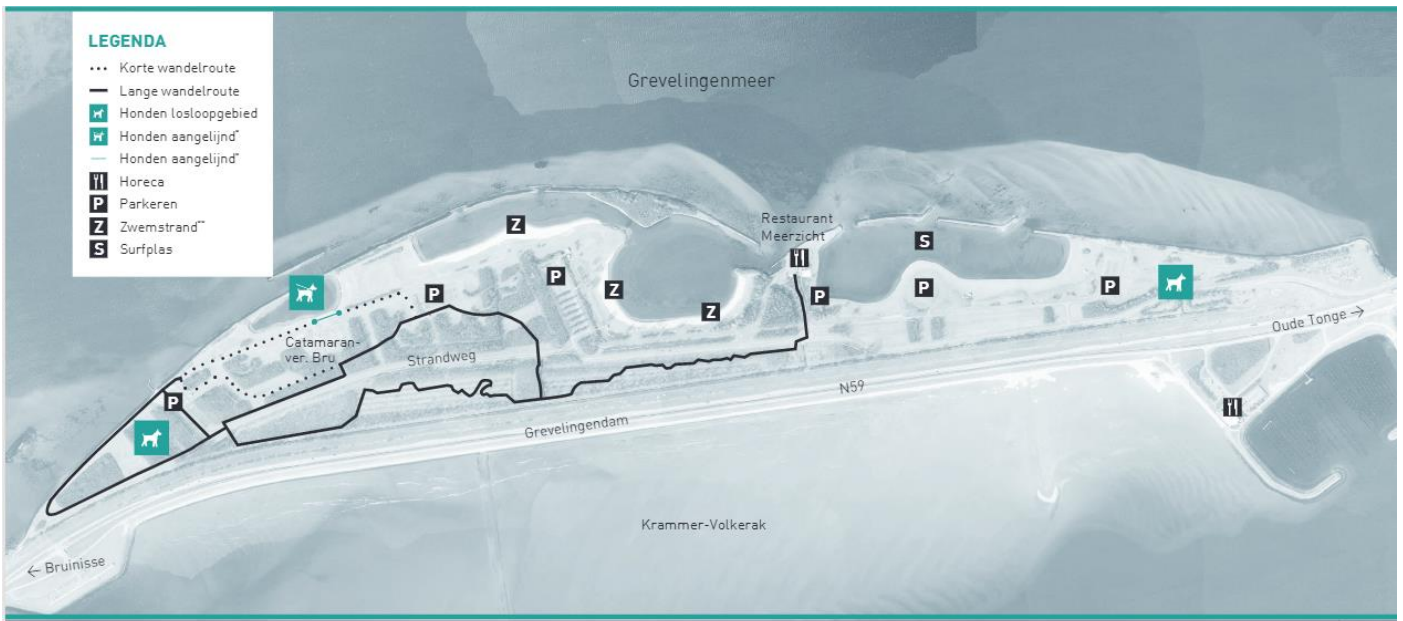 LEGENDA
Korte wandelroute
Lange wandelroute
Honden losloopgebied
Honden aangelijnd*
Honden aangelijnd*
Horeca
P Parkeren
Z Zwemstrand**
S Surfplas
Grevelingenmeer
Restaurant
Meerzicht
Z
S
P
P
Z
Z
P
P
P
Catamaran-
ver. Bru
Strandweg
P
Oude Tonge →
N59
Grevelingendam
Krammer-Volkerak
← Bruinisse